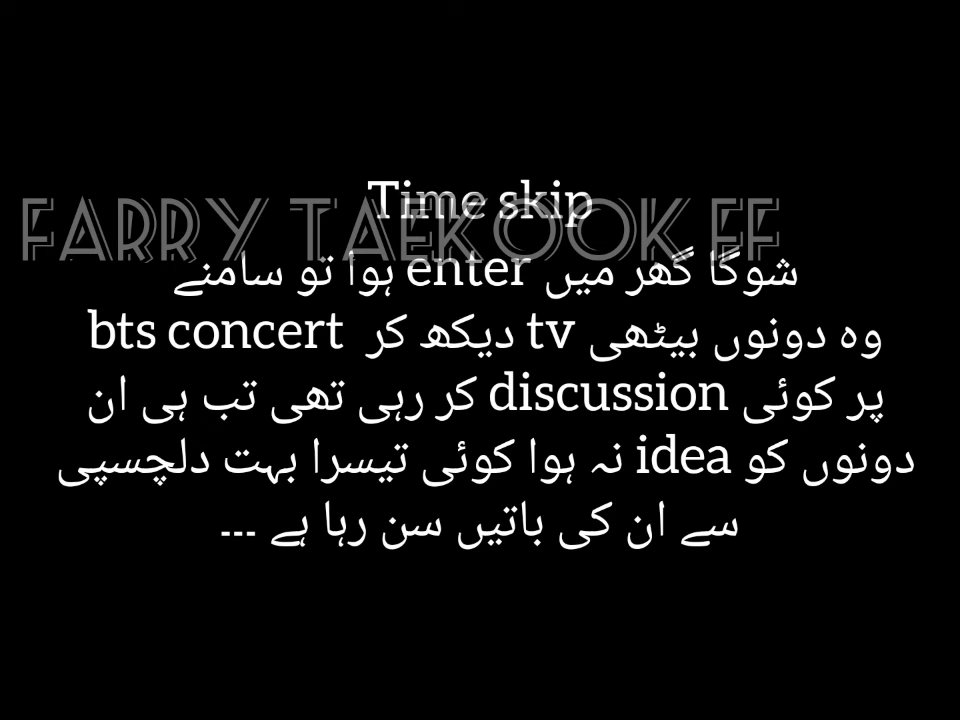 Time skip
FARRY TAEKOOK FF
شوگا گھر میں enter ہوا تو سامنے
وہ دونوں بیٹھی tv دیکھ کر bts concert
پر کوئی discussion کر رہی تھی تب ہی ان
دونوں کو idea نہ ہوا کوئی تیسرا بہت دلچسپی
سے ان کی باتیں سن رہا ہے ---